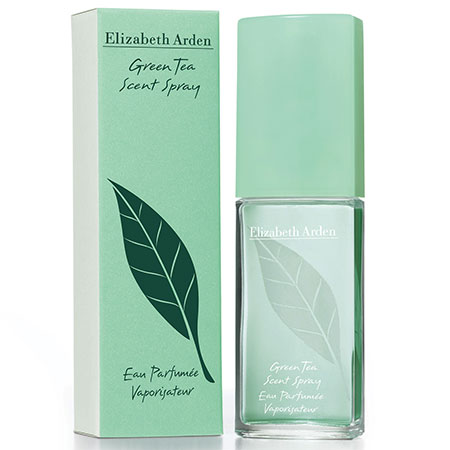 Elizabeth Arden
Green Tea
Scent Spray
Eau Parfumée
Vaporisateur
Elizabeth Arden
Green Tea
Scent Spray
Eau Parfumée
Vaporisateur